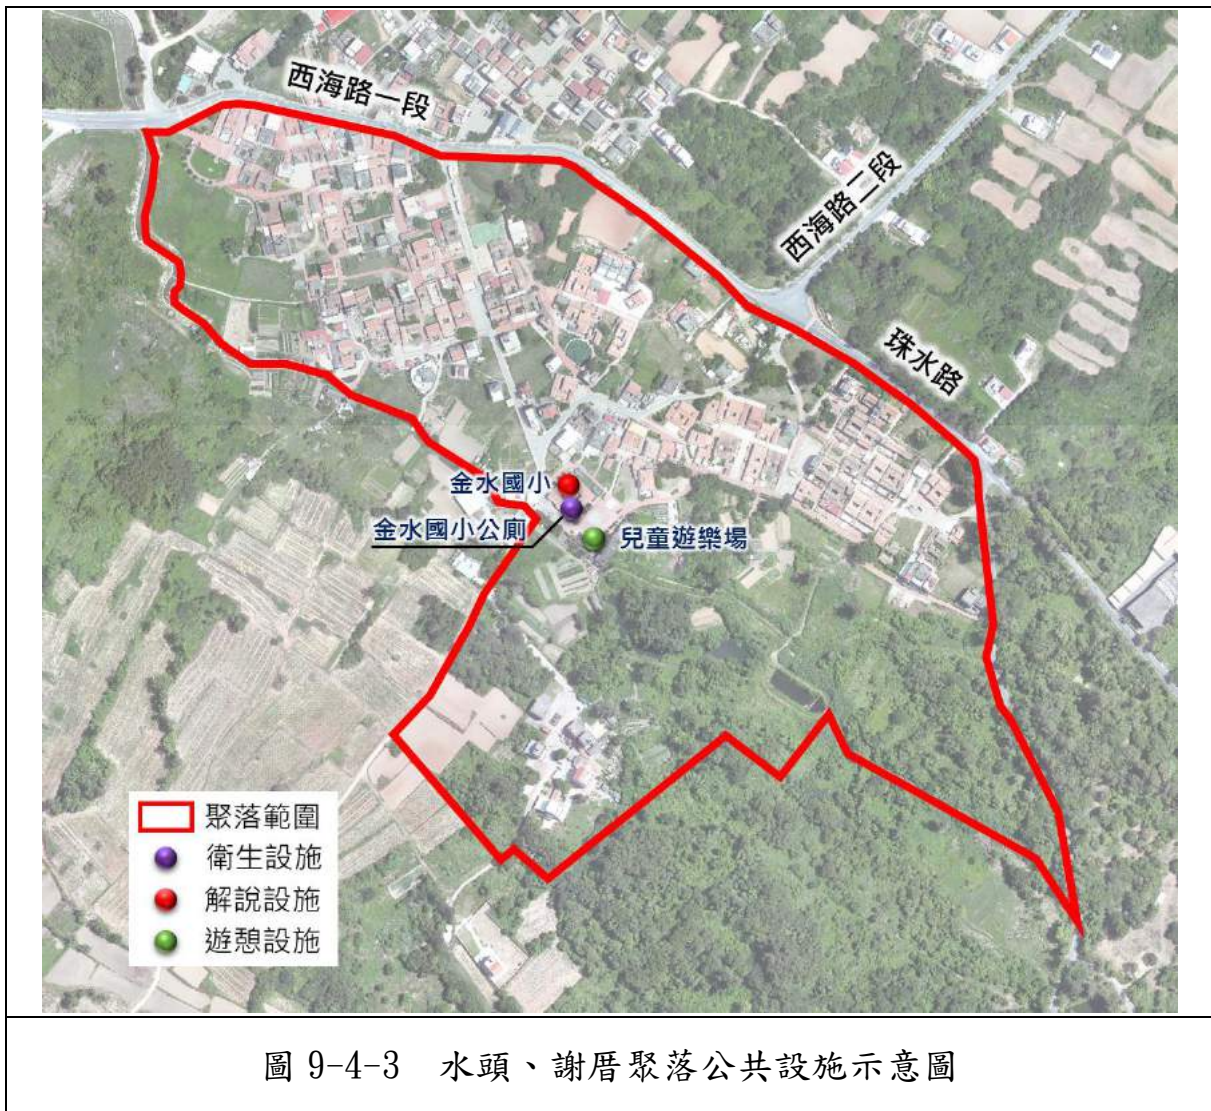 西海路一段
西海路二段
珠水路
金水國小
金水國小公廁
兒童遊樂場
聚落範圍
衛生設施
解說設施
遊憩設施
圖 9-4-3 水頭、謝厝聚落公共設施示意圖